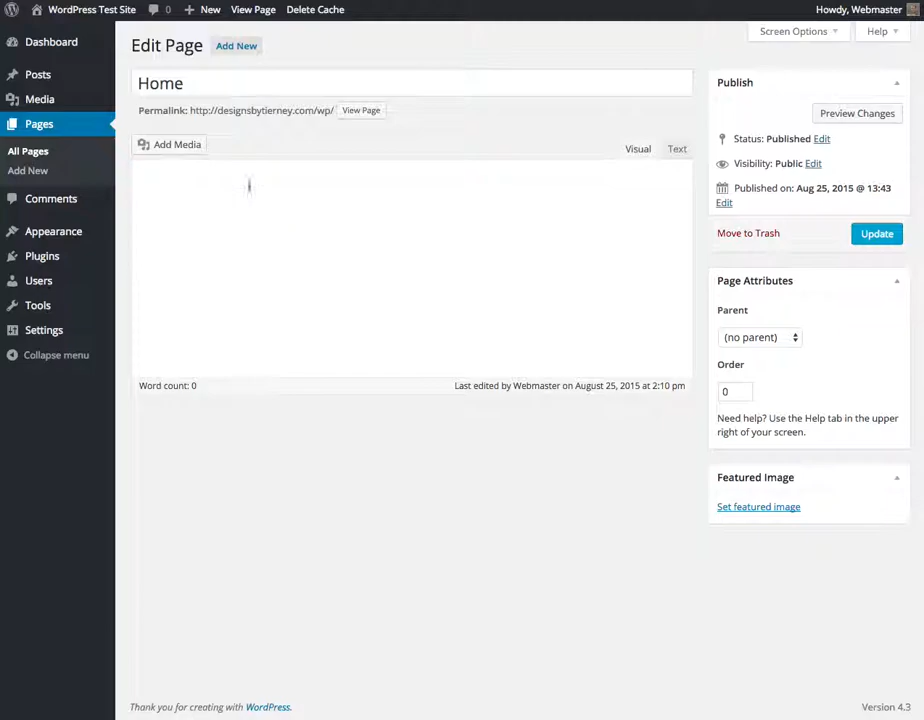 WordPress Test Site 0 New View Page Delete Cache Howdy, Webmaster
Screen Options Help
Dashboard
Posts
Media
Pages
All Pages
Add New
Comments
Appearance
Plugins
Users
Tools
Settings
Collapse menu
Edit Page Add New
Home
Permalink: http://designsbytierney.com/wp/ View Page
Add Media Visual Text
Word count: 0 Last edited by Webmaster on August 25, 2015 at 2:10 pm
Publish
Preview Changes
Status: Published Edit
Visibility: Public Edit
Published on: Aug 25, 2015 @ 13:43
Edit
Move to Trash Update
Page Attributes
Parent
(no parent)
Order
0
Need help? Use the Help tab in the upper
right of your screen.
Featured Image
Set featured image
Thank you for creating with WordPress. Version 4.3